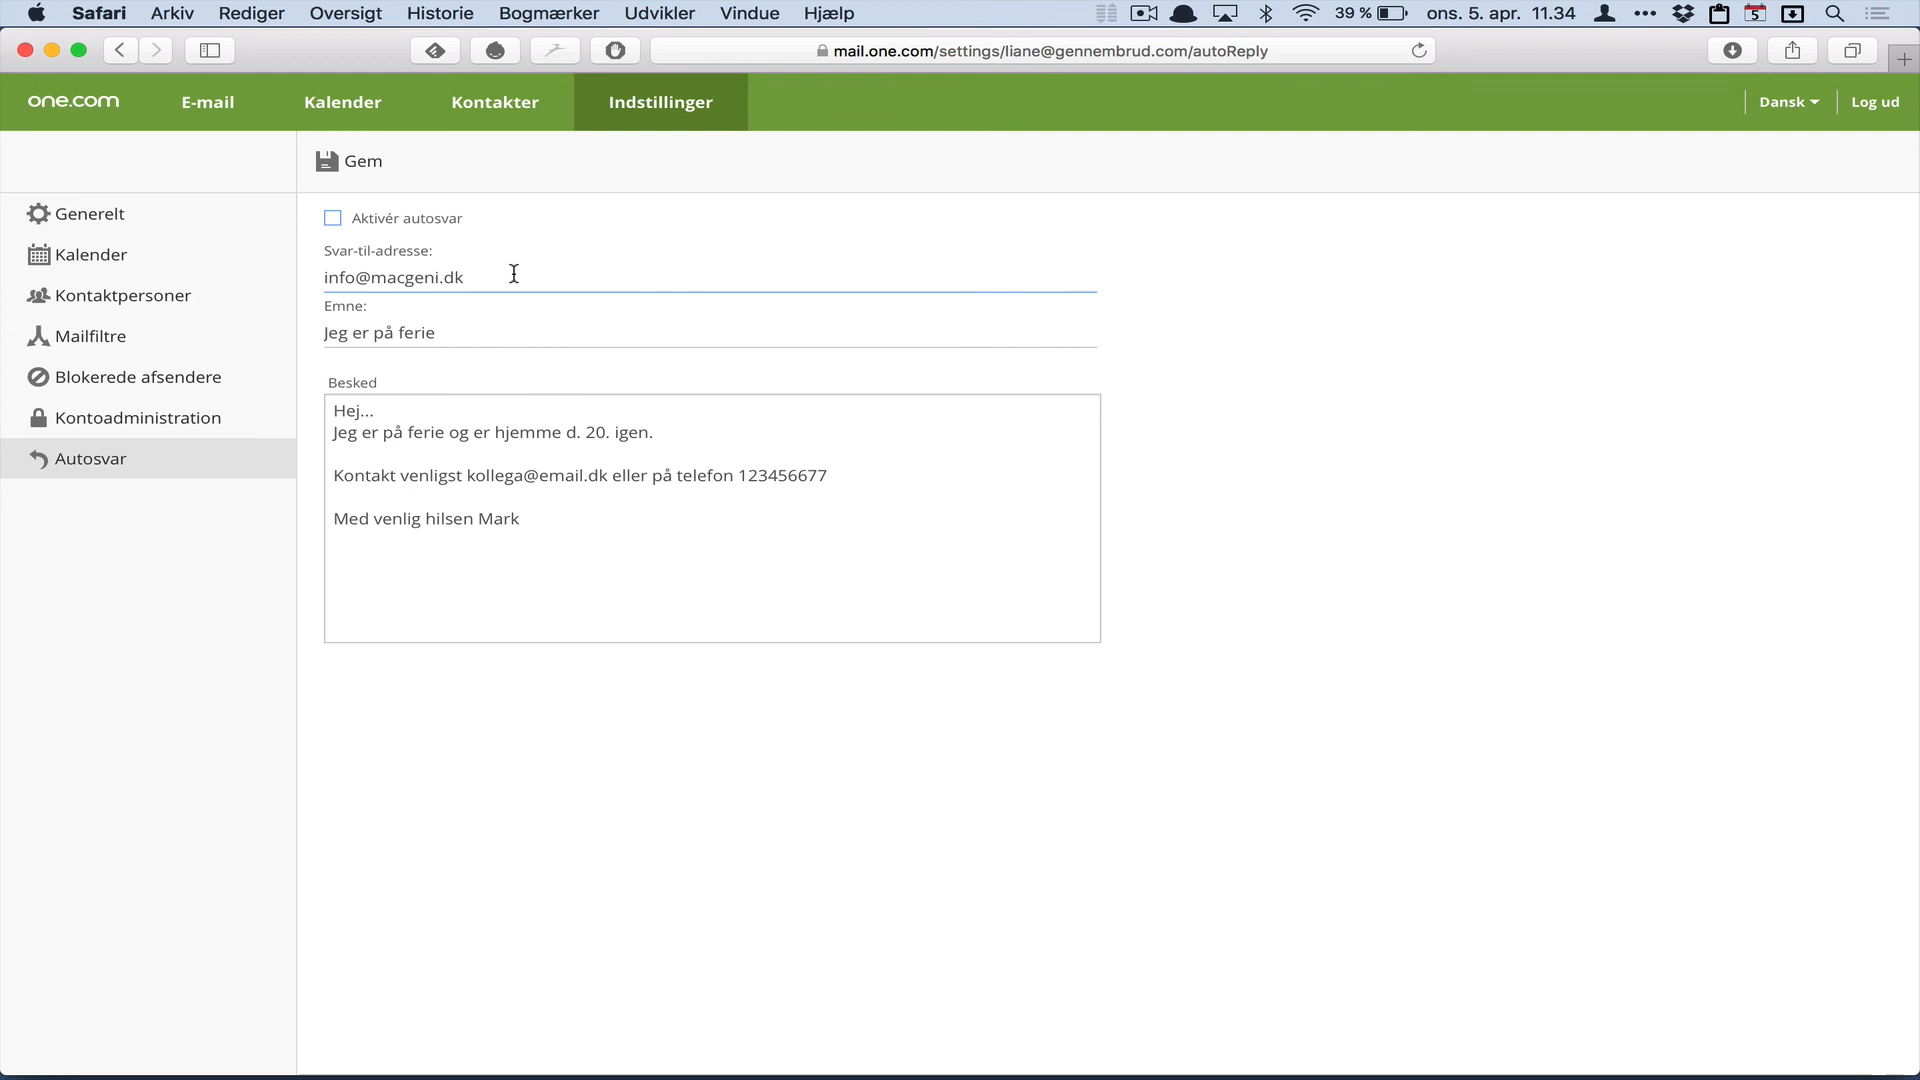 Safari Arkiv Rediger Oversigt Historie Bogmærker Udvikler Vindue Hjælp 39 % ons. 5. apr. 11.34 5
mail.one.com/settings/liane@gennembrud.com/autoReply
one.com E-mail Kalender Kontakter Indstillinger Dansk Log ud
Gem
Generelt
Kalender
Kontaktpersoner
Mailfiltre
Blokerede afsendere
Kontoadministration
Autosvar
Aktivér autosvar
Svar-til-adresse:
info@macgeni.dk
Emne:
Jeg er på ferie
Besked
Hej...
Jeg er på ferie og er hjemme d. 20. igen.
Kontakt venligst kollega@email.dk eller på telefon 123456677
Med venlig hilsen Mark